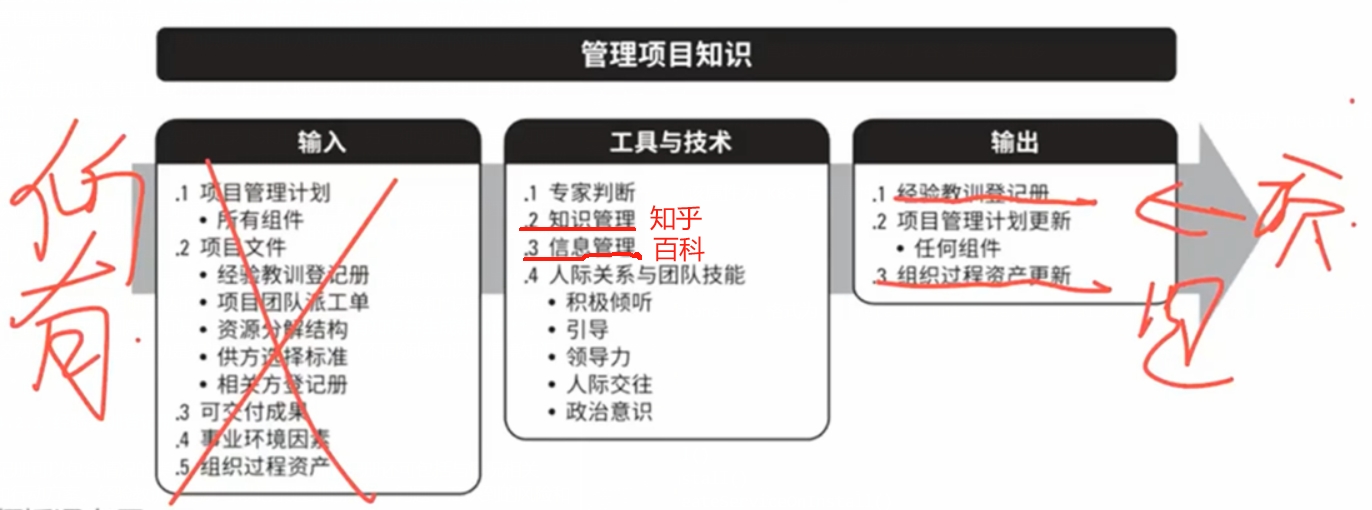 管理项目知识
输入
.1 项目管理计划
• 所有组件
.2 项目文件
• 经验教训登记册
• 项目团队派工单
• 资源分解结构
• 供方选择标准
• 相关方登记册
.3 可交付成果
.4 事业环境因素
.5 组织过程资产
工具与技术
.1 专家判断
.2 知识管理 知乎
.3 信息管理 百科
.4 人际关系与团队技能
• 积极倾听
• 引导
• 领导力
• 人际交往
• 政治意识
输出
.1 经验教训登记册
.2 项目管理计划更新
• 任何组件
.3 组织过程资产更新
所有